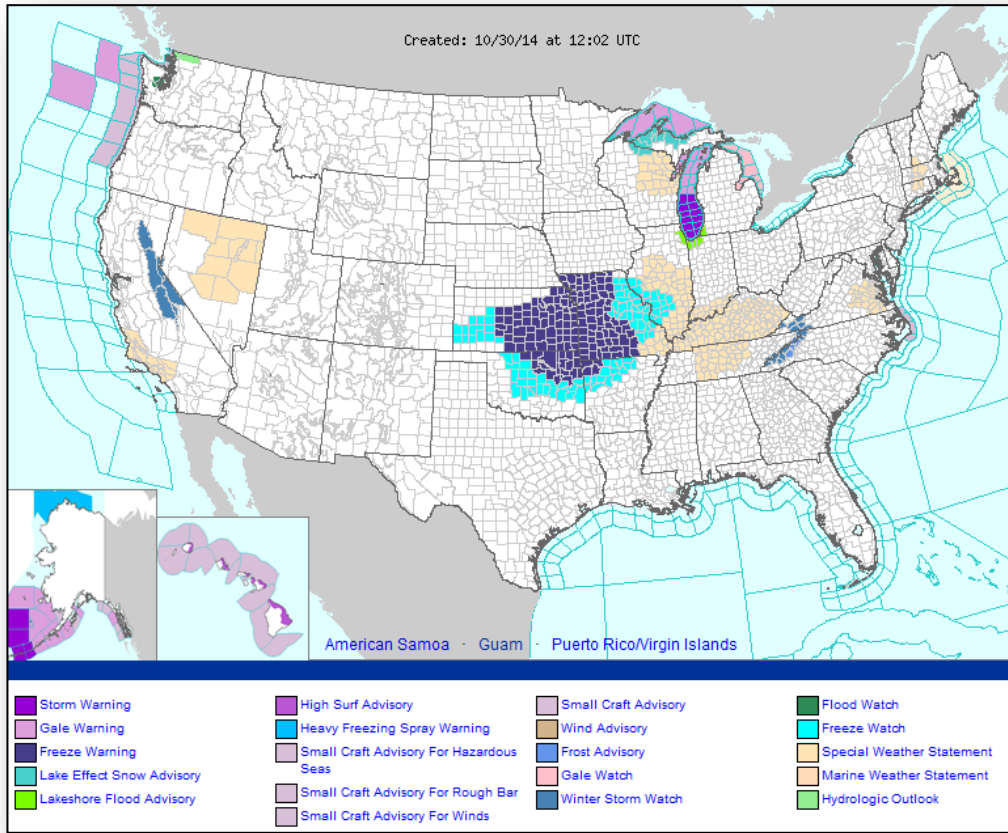 Created: 10/30/14 at 12:02 UTC
American Samoa · Guam · Puerto Rico/Virgin Islands
Storm Warning
Gale Warning
Freeze Warning
Lake Effect Snow Advisory
Lakeshore Flood Advisory
High Surf Advisory
Heavy Freezing Spray Warning
Small Craft Advisory For Hazardous
Seas
Small Craft Advisory For Rough Bar
Small Craft Advisory For Winds
Small Craft Advisory
Wind Advisory
Frost Advisory
Gale Watch
Winter Storm Watch
Flood Watch
Freeze Watch
Special Weather Statement
Marine Weather Statement
Hydrologic Outlook